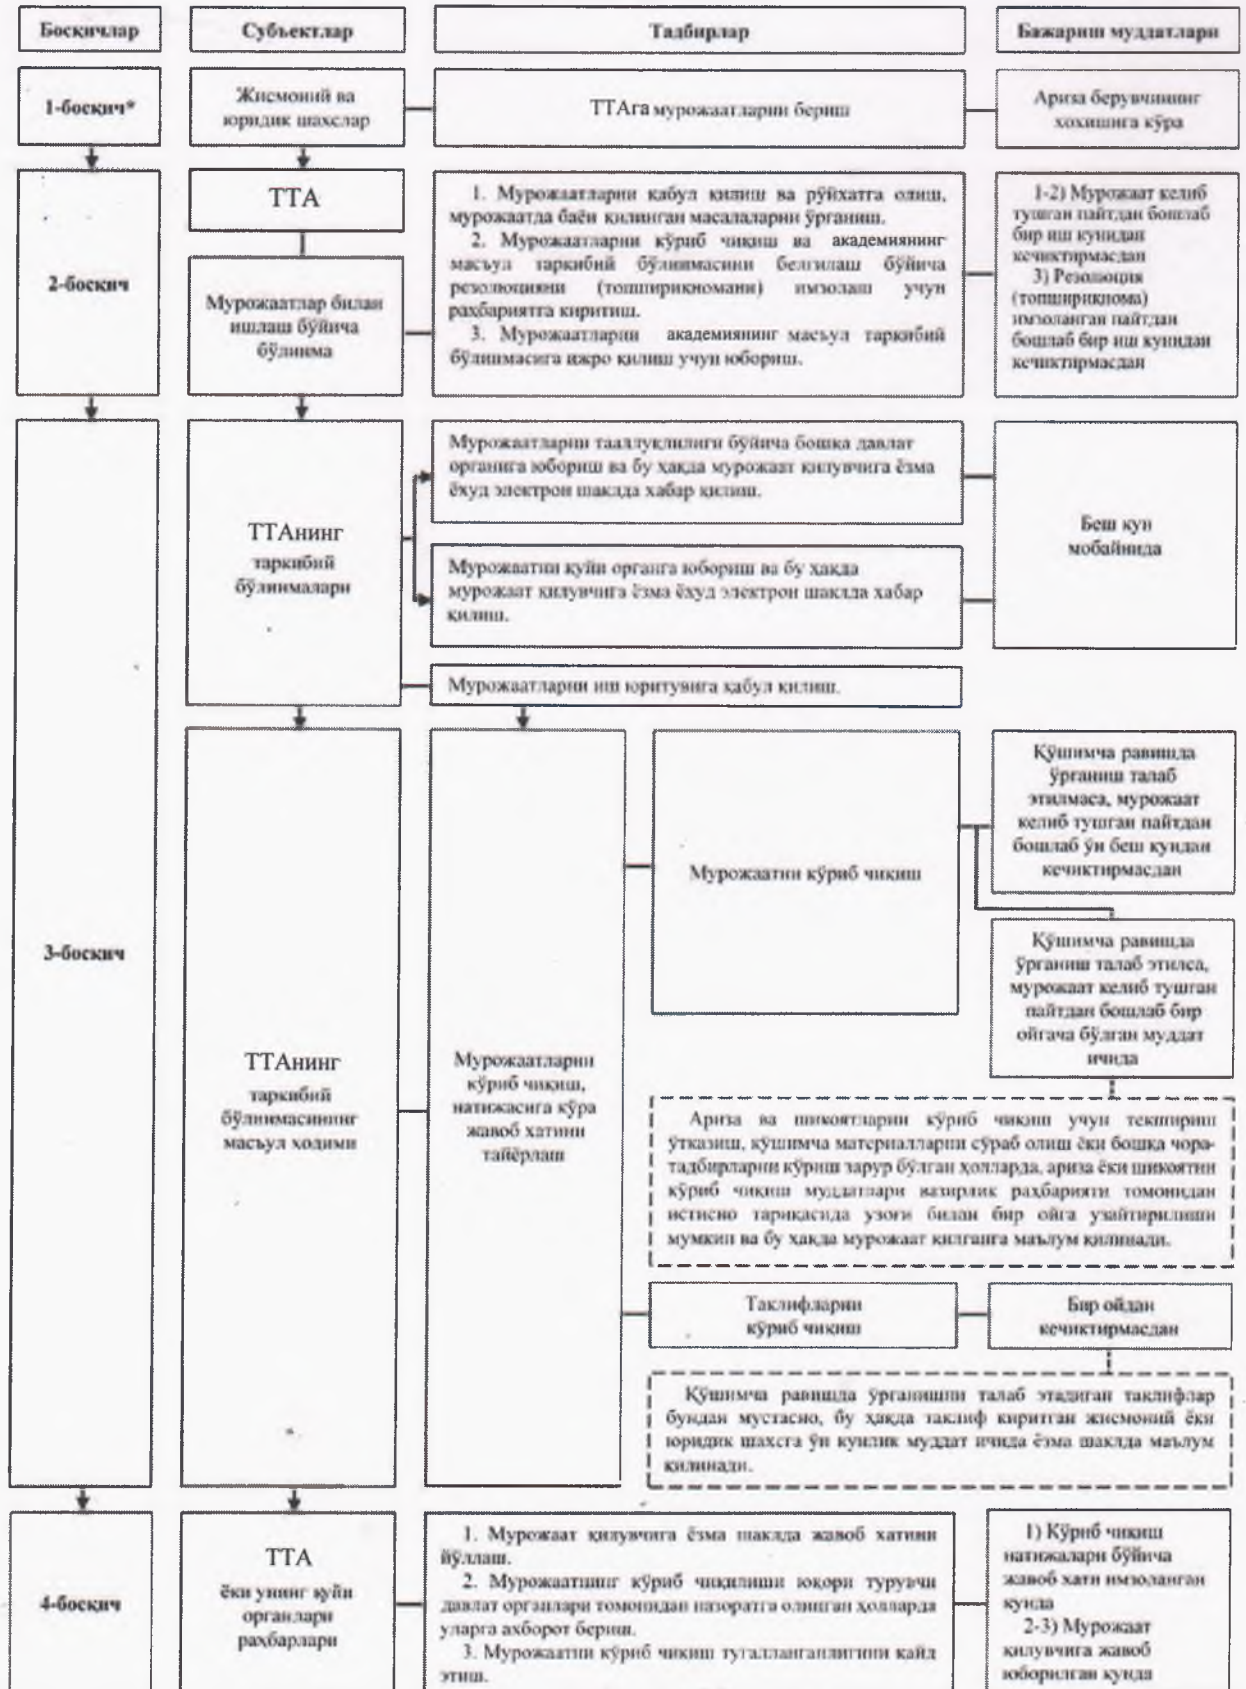 Босқичлар
Субъектлар
Тадбирлар
Бажариш муддатлари
1-босқич*
Жисмоний ва
юридик шахслар
ТТАга мурожаатларни бериш
Ариза берувчининг
хоҳишига кўра
2-босқич
ТТА
Мурожаатлар билан
ишлаш бўйича
бўлинма
1. Мурожаатларни қабул қилиш ва рўйхатга олиш,
мурожаатда баён қилинган масалаларни ўрганиш.
2. Мурожаатларни кўриб чиқиш ва академиянинг
масъул таркибий бўлинмасини белгилаш бўйича
резолюцияни (топшириқномани) имзолаш учун
раҳбариятга киритиш.
3. Мурожаатларни академиянинг масъул таркибий
бўлинмасига ижро қилиш учун юбориш.
1-2) Мурожаат келиб
тушган пайтдан бошлаб
бир иш кунидан
кечиктирмасдан
3) Резолюция
(топшириқнома)
имзоланган пайтдан
бошлаб бир иш кунидан
кечиктирмасдан
3-босқич
ТТАнинг
таркибий
бўлинмалари
Мурожаатларни тааллуқлилиги бўйича бошқа давлат
органига юбориш ва бу ҳақда мурожаат қилувчига ёзма
ёхуд электрон шаклда хабар қилиш.
Мурожаатни қуйи органга юбориш ва бу ҳақда
мурожаат қилувчига ёзма ёхуд электрон шаклда хабар
қилиш.
Беш кун
мобайнида
Мурожаатларни иш юритувига қабул қилиш.
ТТАнинг
таркибий
бўлинмасининг
масъул ходими
Мурожаатларни
кўриб чиқиш,
натижасига кўра
жавоб хатини
тайёрлаш
Мурожаатни кўриб чиқиш
Қўшимча равишда
ўрганиш талаб
этилмаса, мурожаат
келиб тушган пайтдан
бошлаб ўн беш кундан
кечиктирмасдан
Қўшимча равишда
ўрганиш талаб этилса,
мурожаат келиб тушган
пайтдан бошлаб бир
ойгача бўлган муддат
ичида
Ариза ва шикоятларни кўриб чиқиш учун текшириш
ўтказиш, қўшимча материалларни сўраб олиш ёки бошқа чора-
тадбирларни кўриш зарур бўлган ҳолларда, ариза ёки шикоятни
кўриб чиқиш муддатлари вазирлик раҳбарияти томонидан
истисно тариқасида узоғи билан бир ойга узайтирилиши
мумкин ва бу ҳақда мурожаат қилганга маълум қилинади.
Таклифларни
кўриб чиқиш
Бир ойдан
кечиктирмасдан
Қўшимча равишда ўрганишни талаб этадиган таклифлар
бундан мустасно, бу ҳақда таклиф киритган жисмоний ёки
юридик шахсга ўн кунлик муддат ичида ёзма шаклда маълум
қилинади.
4-босқич
ТТА
ёки унинг қуйи
органлари
раҳбарлари
1. Мурожаат қилувчига ёзма шаклда жавоб хатини
йўллаш.
2. Мурожаатнинг кўриб чиқилиши юқори турувчи
давлат органлари томонидан назоратга олинган ҳолларда
уларга ахборот бериш.
3. Мурожаатни кўриб чиқиш тугалланганлигини қайд
этиш.
1) Кўриб чиқиш
натижалари бўйича
жавоб хати имзоланган
кунда
2-3) Мурожаат
қилувчига жавоб
юборилган кунда